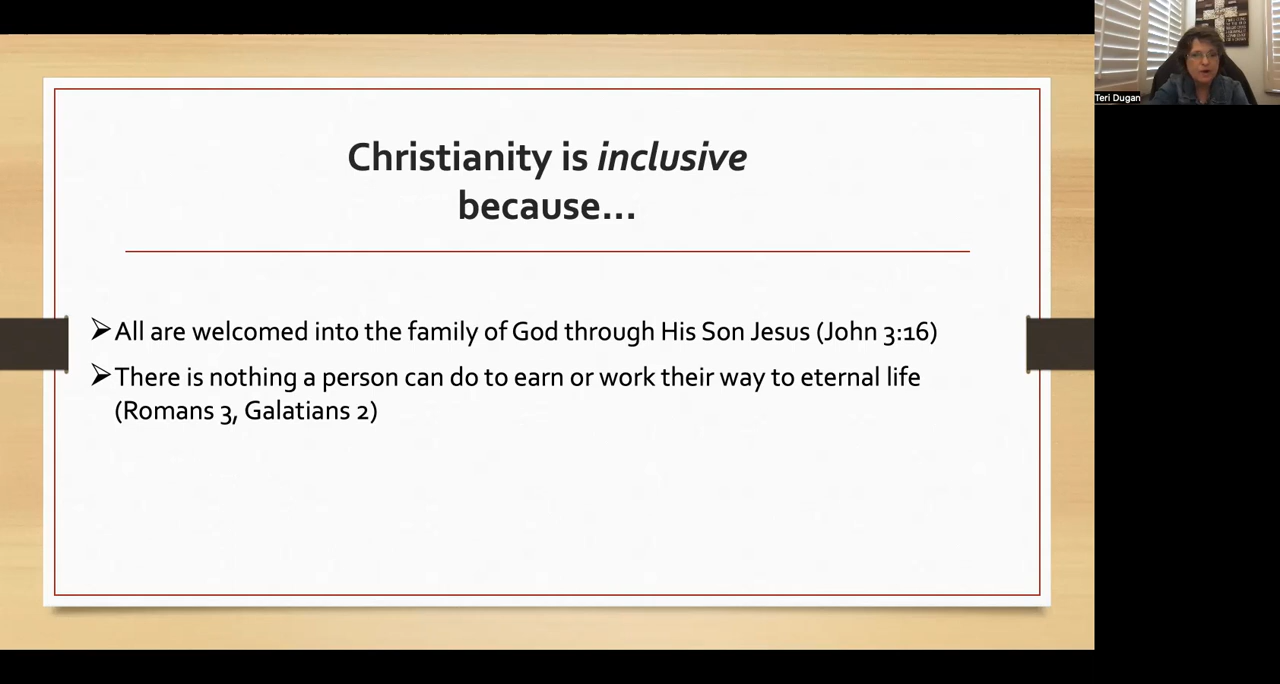 Christianity is inclusive
because...
➢All are welcomed into the family of God through His Son Jesus (John 3:16)
➢There is nothing a person can do to earn or work their way to eternal life
(Romans 3, Galatians 2)
Teri Dugan